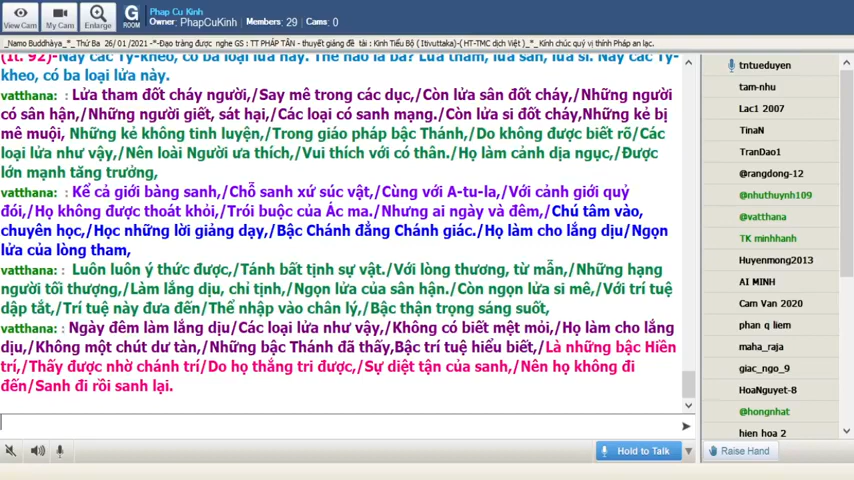 View Cam
My Cam
Enlarge
G
ROOM
Phap Cu Kinh
Owner: PhapCuKinh Members: 29 Cams: 0
_Namo Buddhàya_*_ Thứ Ba 26/ 01 /2021 -*-Đạo tràng được nghe GS : TT PHÁP TÂN - thuyết giảng đề tài : Kinh Tiểu Bộ ( Itvuttaka)-( HT-TMC dịch Việt )_*_ Kính chúc quý vị thính Pháp an lạc.
(It. 92)-Này các Tỷ-kheo, có ba loại lửa này. Thế nào là ba? Lửa tham, lửa sân, lửa si. Này các Tỷ-
kheo, có ba loại lửa này.
vatthana: : Lửa tham đốt cháy người,/Say mê trong các dục,/Còn lửa sân đốt cháy,/Những người
có sân hận,/Những người giết, sát hại,/Các loại có sanh mạng./Còn lửa si đốt cháy,Những kẻ bị
mê muội, Những kẻ không tinh luyện,/Trong giáo pháp bậc Thánh,/Do không được biết rõ/Các
loại lửa như vậy,/Nên loài Người ưa thích,/Vui thích với có thân./Họ làm cảnh địa ngục,/Được
lớn mạnh tăng trưởng,
vatthana: : Kể cả giới bàng sanh,/Chỗ sanh xứ súc vật,/Cùng với A-tu-la,/Với cảnh giới quỷ
đói,/Họ không được thoát khỏi,/Trói buộc của Ác ma./Nhưng ai ngày và đêm,/Chú tâm vào,
chuyên học,/Học những lời giảng dạy,/Bậc Chánh đẳng Chánh giác./Họ làm cho lắng dịu/Ngọn
lửa của lòng tham,
vatthana: : Luôn luôn ý thức được,/Tánh bất tịnh sự vật./Với lòng thương, từ mẫn,/Những hạng
người tối thượng,/Làm lắng dịu, chỉ tịnh,/Ngọn lửa của sân hận./Còn ngọn lửa si mê,/Với trí tuệ
dập tắt,/Trí tuệ này đưa đến/Thể nhập vào chân lý,/Bậc thận trọng sáng suốt,
vatthana: : Ngày đêm làm lắng dịu/Các loại lửa như vậy,/Không có biết mệt mỏi,/Họ làm cho lắng
dịu,/Không một chút dư tàn,/Những bậc Thánh đã thấy,Bậc trí tuệ hiểu biết,/Là những bậc Hiền
trí,/Thấy được nhờ chánh trí/Do họ thắng tri được,/Sự diệt tận của sanh,/Nên họ không đi
đến/Sanh đi rồi sanh lại.
Hold to Talk
Raise Hand
tntueduyen
tam-nhu
Lac1 2007
TinaN
TranDao1
@rangdong-12
@nhuthuynh109
@vatthana
TK minhhanh
Huyenmong2013
AI MINH
Cam Van 2020
phan q liem
maha_raja
giac_ngo_9
HoaNguyet-8
@hongnhat
hien hoa 2